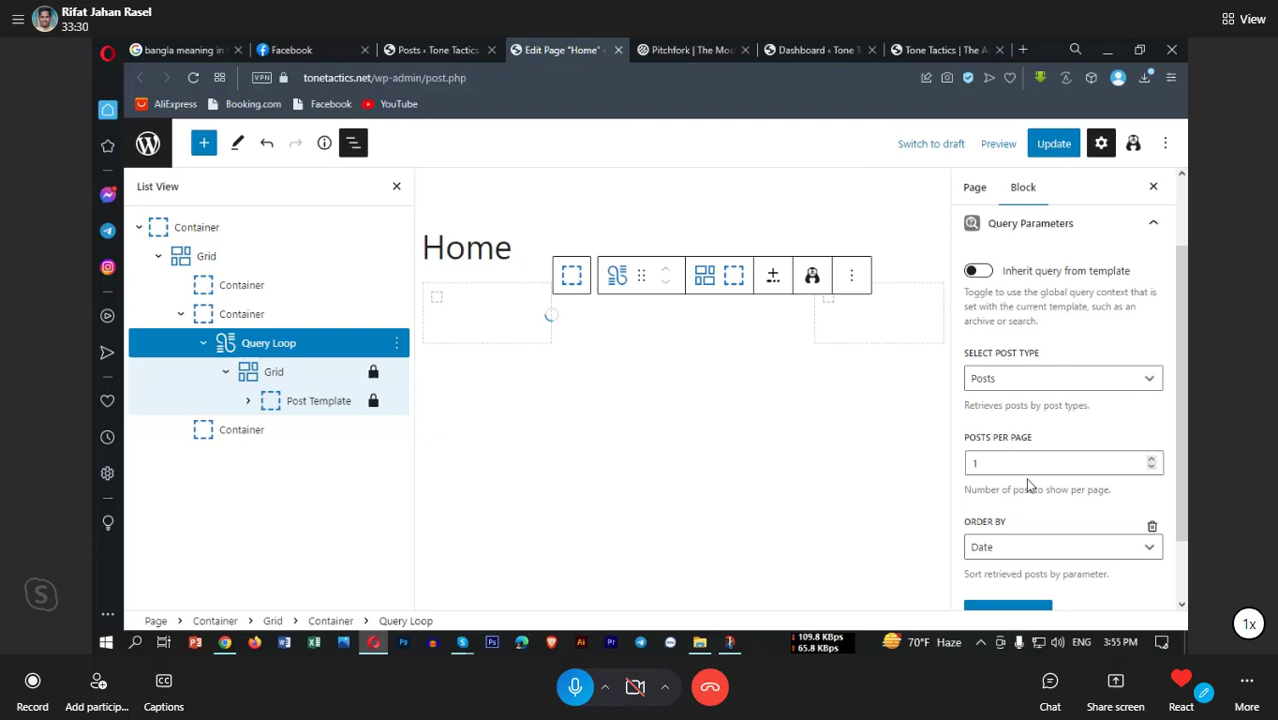 Rifat Jahan Rasel
33:30
View
bangla meaning in
Facebook
Posts ‹ Tone Tactics
Edit Page "Home" ‹
Pitchfork | The Mos
Dashboard ‹ Tone T
Tone Tactics | The A
VPN
tonetactics.net/wp-admin/post.php
AliExpress
Booking.com
Facebook
YouTube
Switch to draft
Preview
Update
List View
Page
Block
Container
Grid
Container
Container
Query Loop
Grid
Post Template
Container
Home
Query Parameters
Inherit query from template
Toggle to use the global query context that is
set with the current template, such as an
archive or search.
SELECT POST TYPE
Posts
Retrieves posts by post types.
POSTS PER PAGE
1
Number of post to show per page.
ORDER BY
Date
Sort retrieved posts by parameter.
Page › Container › Grid › Container › Query Loop
109.8 KBps
65.8 KBps
70°F Haze
ENG
3:55 PM
1x
Record
Add particip...
Captions
Chat
Share screen
React
More